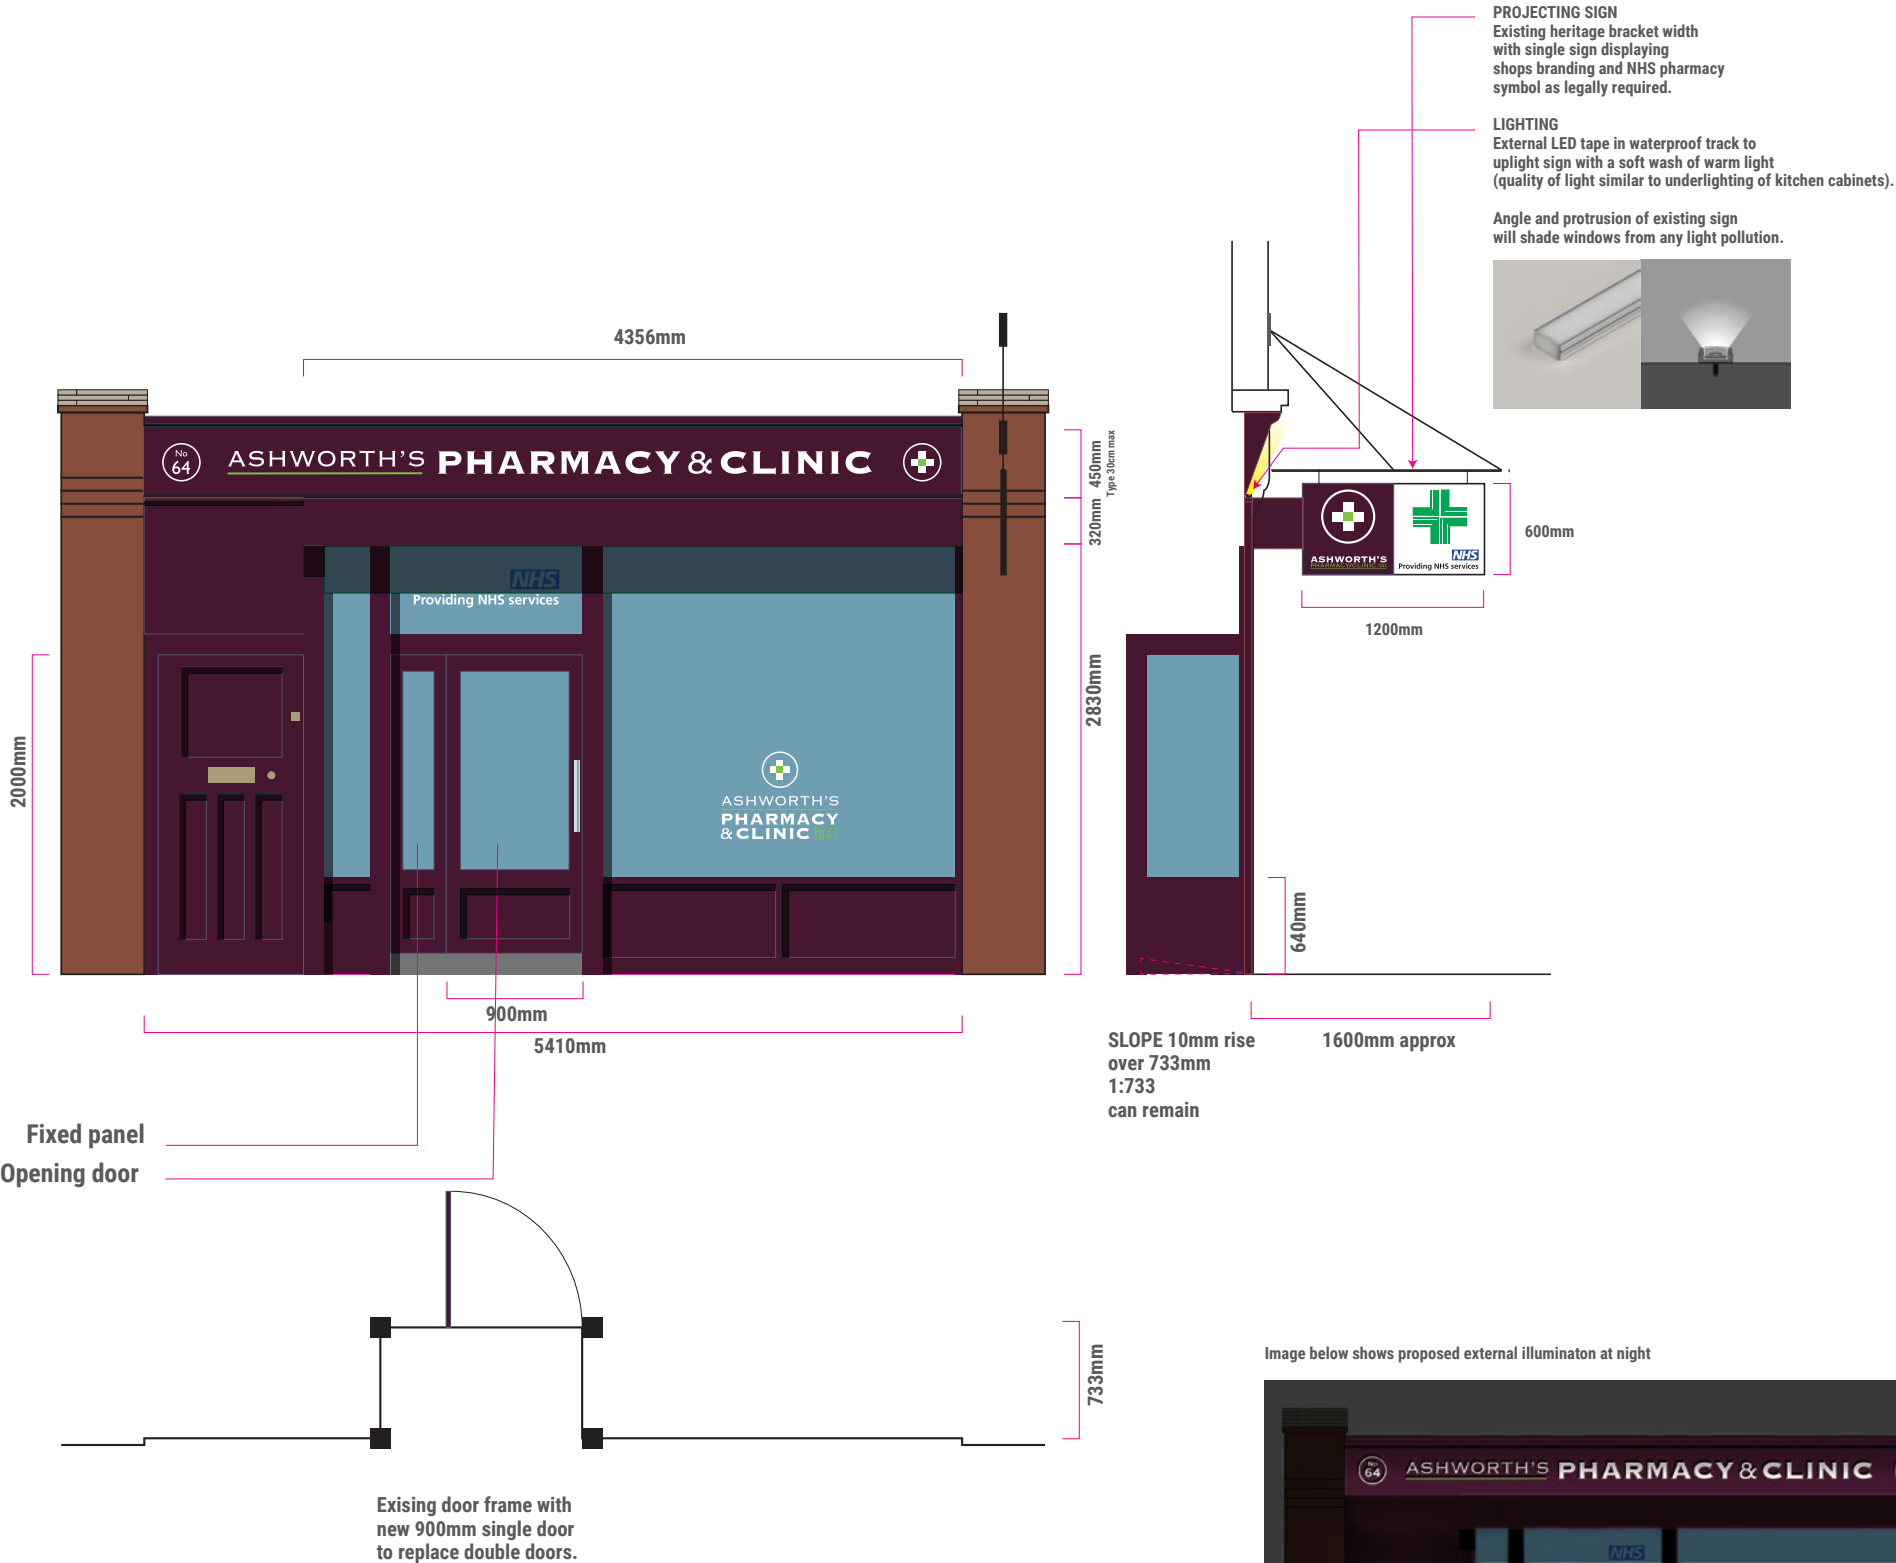 PROJECTING SIGN
Existing heritage bracket width
with single sign displaying
shops branding and NHS pharmacy
symbol as legally required.
LIGHTING
External LED tape in waterproof track to
uplight sign with a soft wash of warm light
(quality of light similar to underlighting of kitchen cabinets).
Angle and protrusion of existing sign
will shade windows from any light pollution.
4356mm
No
64
ASHWORTH'S PHARMACY & CLINIC
450mm
Type 30cm max
320mm
2830mm
2000mm
NHS
Providing NHS services
ASHWORTH'S
PHARMACY
& CLINIC
900mm
5410mm
Fixed panel
Opening door
ASHWORTH'S
PHARMACY/CLINIC
NHS
Providing NHS services
600mm
1200mm
640mm
SLOPE 10mm rise
over 733mm
1:733
can remain
1600mm approx
733mm
Exising door frame with
new 900mm single door
to replace double doors.
Image below shows proposed external illuminaton at night
No
64
ASHWORTH'S PHARMACY & CLINIC
NHS